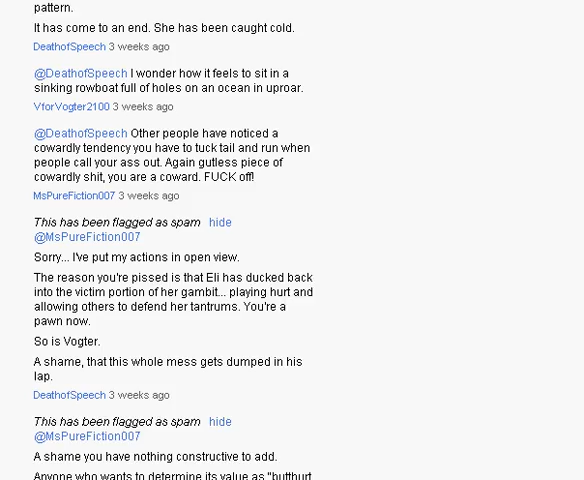 pattern.
It has come to an end. She has been caught cold.
DeathofSpeech 3 weeks ago
@DeathofSpeech I wonder how it feels to sit in a
sinking rowboat full of holes on an ocean in uproar.
VforVogter2100 3 weeks ago
@DeathofSpeech Other people have noticed a
cowardly tendency you have to tuck tail and run when
people call your ass out. Again gutless piece of
cowardly shit, you are a coward. FUCK off!
MsPureFiction007 3 weeks ago
This has been flagged as spam hide
@MsPureFiction007
Sorry... I've put my actions in open view.
The reason you're pissed is that Eli has ducked back
into the victim portion of her gambit... playing hurt and
allowing others to defend her tantrums. You're a
pawn now.
So is Vogter.
A shame, that this whole mess gets dumped in his
lap.
DeathofSpeech 3 weeks ago
This has been flagged as spam hide
@MsPureFiction007
A shame you have nothing constructive to add.
Anyone who wants to determine its value as "butthurt